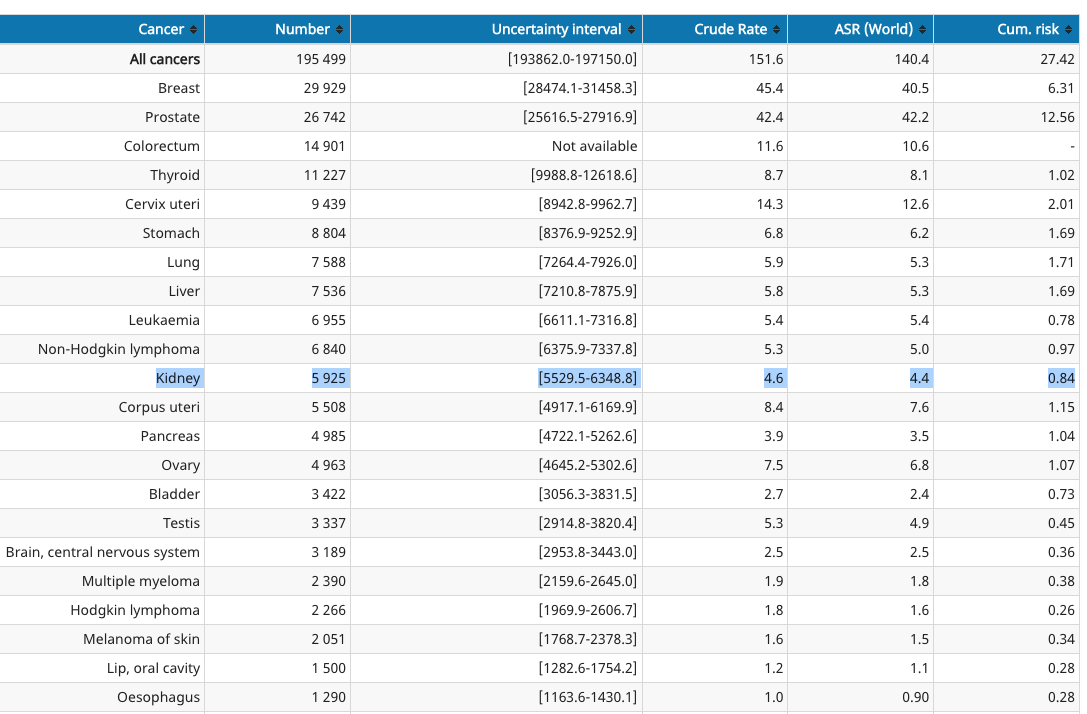 Cancer Number Uncertainty interval Crude Rate ASR (World) Cum. risk
All cancers 195 499 [193862.0-197150.0] 151.6 140.4 27.42
Breast 29 929 [28474.1-31458.3] 45.4 40.5 6.31
Prostate 26 742 [25616.5-27916.9] 42.4 42.2 12.56
Colorectum 14 901 Not available 11.6 10.6 -
Thyroid 11 227 [9988.8-12618.6] 8.7 8.1 1.02
Cervix uteri 9 439 [8942.8-9962.7] 14.3 12.6 2.01
Stomach 8 804 [8376.9-9252.9] 6.8 6.2 1.69
Lung 7 588 [7264.4-7926.0] 5.9 5.3 1.71
Liver 7 536 [7210.8-7875.9] 5.8 5.3 1.69
Leukaemia 6 955 [6611.1-7316.8] 5.4 5.4 0.78
Non-Hodgkin lymphoma 6 840 [6375.9-7337.8] 5.3 5.0 0.97
Kidney 5 925 [5529.5-6348.8] 4.6 4.4 0.84
Corpus uteri 5 508 [4917.1-6169.9] 8.4 7.6 1.15
Pancreas 4 985 [4722.1-5262.6] 3.9 3.5 1.04
Ovary 4 963 [4645.2-5302.6] 7.5 6.8 1.07
Bladder 3 422 [3056.3-3831.5] 2.7 2.4 0.73
Testis 3 337 [2914.8-3820.4] 5.3 4.9 0.45
Brain, central nervous system 3 189 [2953.8-3443.0] 2.5 2.5 0.36
Multiple myeloma 2 390 [2159.6-2645.0] 1.9 1.8 0.38
Hodgkin lymphoma 2 266 [1969.9-2606.7] 1.8 1.6 0.26
Melanoma of skin 2 051 [1768.7-2378.3] 1.6 1.5 0.34
Lip, oral cavity 1 500 [1282.6-1754.2] 1.2 1.1 0.28
Oesophagus 1 290 [1163.6-1430.1] 1.0 0.90 0.28